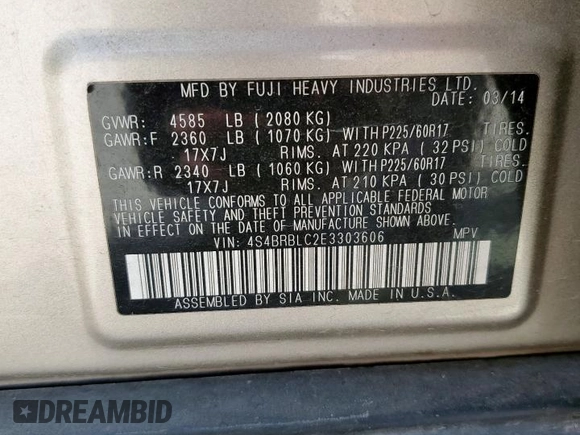 MFD BY FUJI HEAVY INDUSTRIES LTD.
DATE: 03/14
GVWR: 4585 LB (2080 KG)
GAWR:F 2360 LB (1070 KG) WITH P225/60R17 TIRES.
17X7J RIMS. AT 220 KPA (32 PSI) COLD
GAWR:R 2340 LB (1060 KG) WITH P225/60R17 TIRES.
17X7J RIMS. AT 210 KPA (30 PSI) COLD
THIS VEHICLE CONFORMS TO ALL APPLICABLE FEDERAL MOTOR
VEHICLE SAFETY AND THEFT PREVENTION STANDARDS
IN EFFECT ON THE DATE OF MANUFACTURE SHOWN ABOVE.
VIN: 4S4BRBLC2E3303606 MPV
ASSEMBLED BY SIA INC. MADE IN U.S.A.
DREAMBID